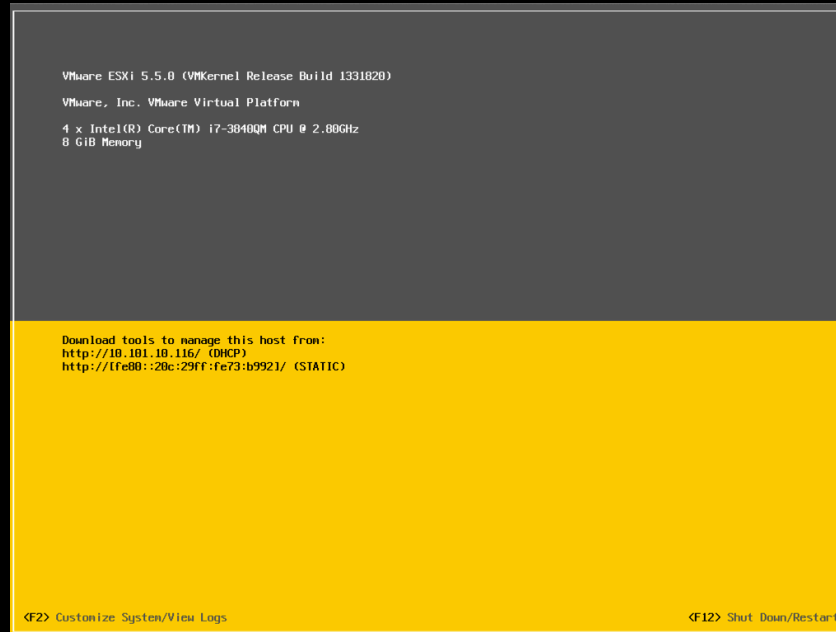 VMware ESXi 5.5.0 (VMKernel Release Build 1331820)
VMware, Inc. VMware Virtual Platform
4 x Intel(R) Core(TM) i7-3840QM CPU @ 2.80GHz
8 GiB Memory
Download tools to manage this host from:
http://10.101.10.116/ (DHCP)
http://[fe80::20c:29ff:fe73:b992]/ (STATIC)
<F2> Customize System/View Logs
<F12> Shut Down/Restart